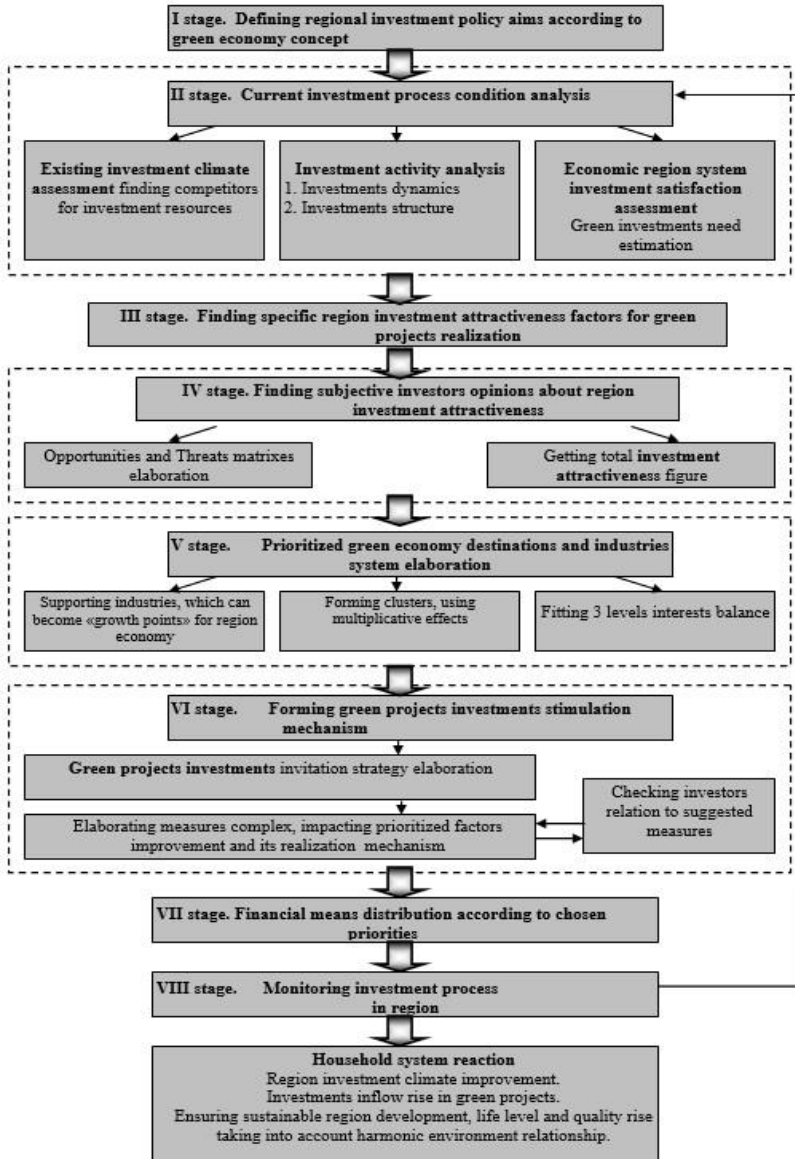 I stage. Defining regional investment policy aims according to
green economy concept
II stage. Current investment process condition analysis
Existing investment climate
assessment finding competitors
for investment resources
Investment activity analysis
1. Investments dynamics
2. Investments structure
Economic region system
investment satisfaction
assessment
Green investments need
estimation
III stage. Finding specific region investment attractiveness factors for green
projects realization
IV stage. Finding subjective investors opinions about region
investment attractiveness
Opportunities and Threats matrixes
elaboration
Getting total investment
attractiveness figure
V stage. Prioritized green economy destinations and industries
system elaboration
Supporting industries, which can
become «growth points» for region
economy
Forming clusters, using
multiplicative effects
Fitting 3 levels interests balance
VI stage. Forming green projects investments stimulation
mechanism
Green projects investments invitation strategy elaboration
Elaborating measures complex, impacting prioritized factors
improvement and its realization mechanism
Checking investors
relation to suggested
measures
VII stage. Financial means distribution according to chosen
priorities
VIII stage. Monitoring investment process
in region
Household system reaction
Region investment climate improvement.
Investments inflow rise in green projects.
Ensuring sustainable region development, life level and quality rise
taking into account harmonic environment relationship.